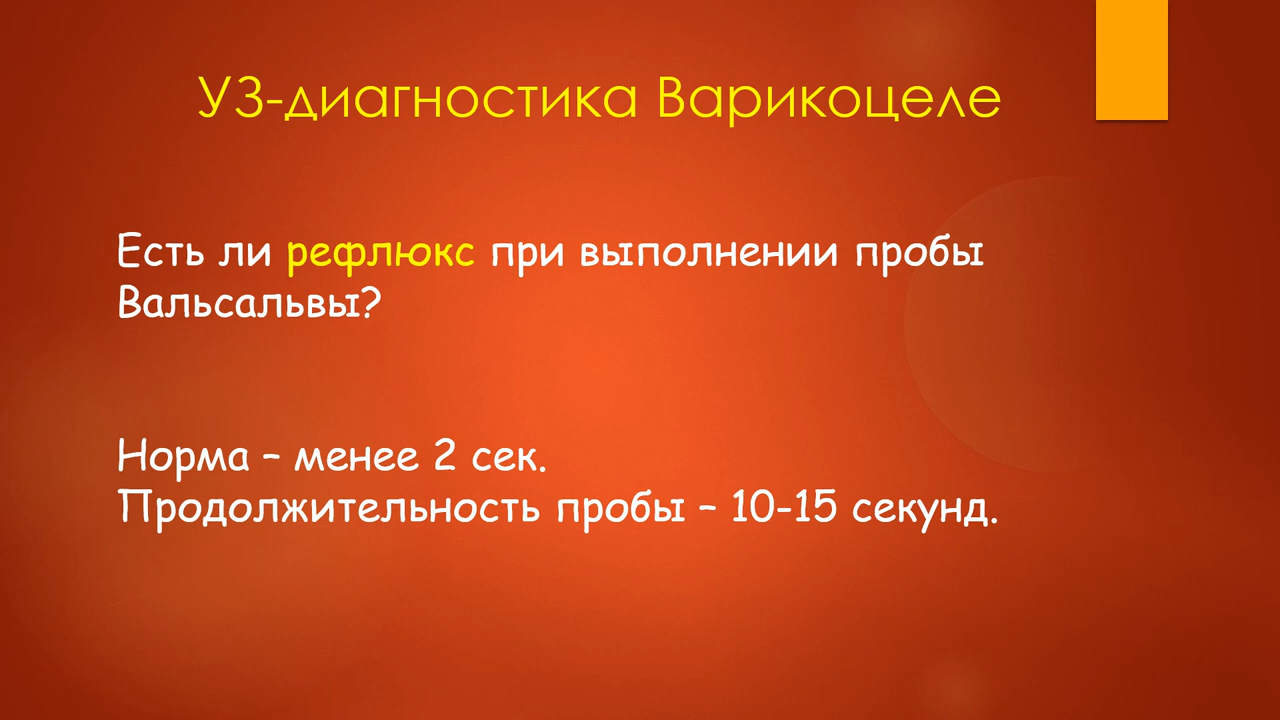 УЗ-диагностика Варикоцеле
Есть ли рефлюкс при выполнении пробы
Вальсальвы?
Норма – менее 2 сек.
Продолжительность пробы – 10-15 секунд.